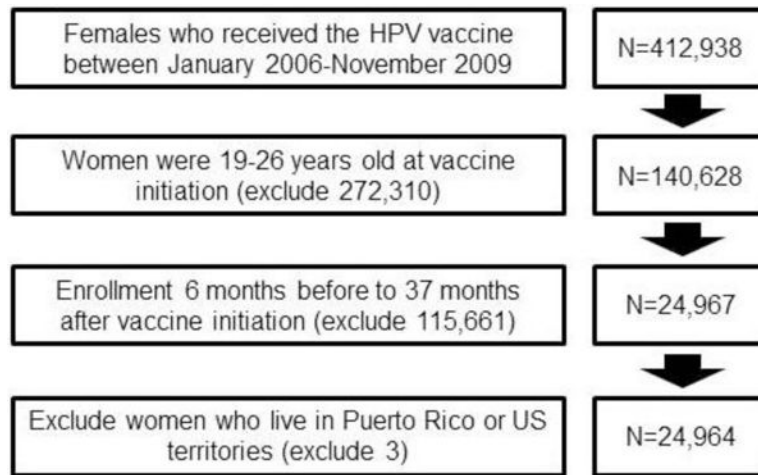 Females who received the HPV vaccine
between January 2006-November 2009
N=412,938
Women were 19-26 years old at vaccine
initiation (exclude 272,310)
N=140,628
Enrollment 6 months before to 37 months
after vaccine initiation (exclude 115,661)
N=24,967
Exclude women who live in Puerto Rico or US
territories (exclude 3)
N=24,964